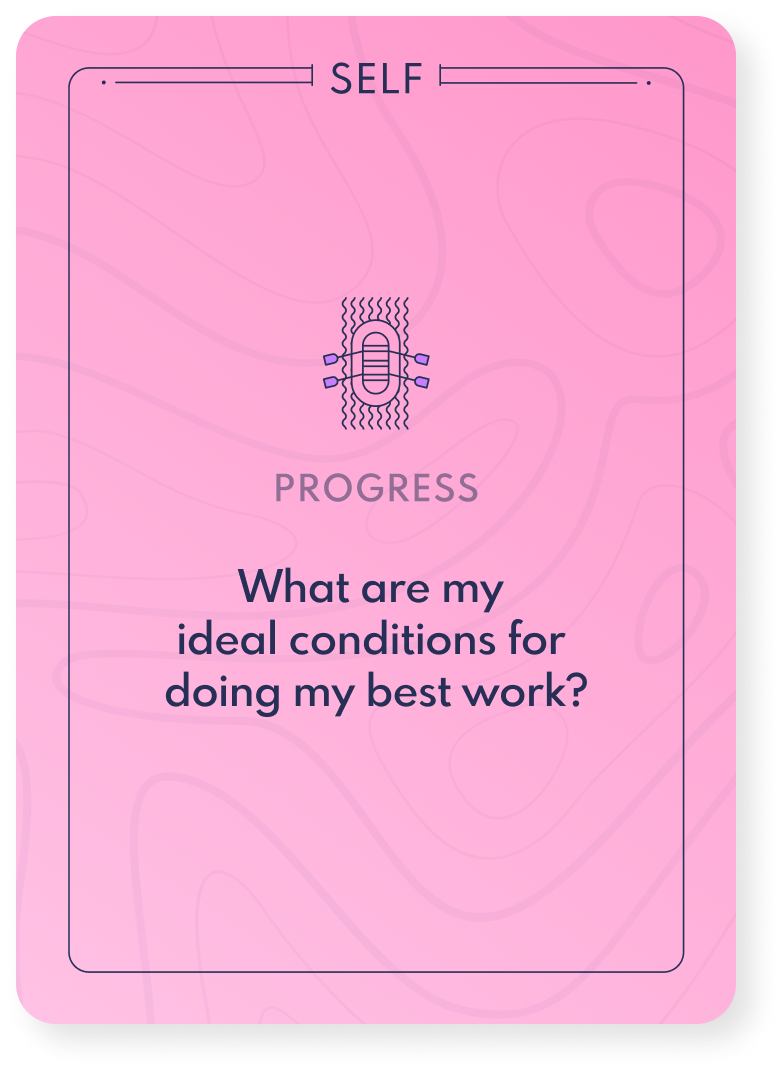 SELF
PROGRESS
What are my
ideal conditions for
doing my best work?